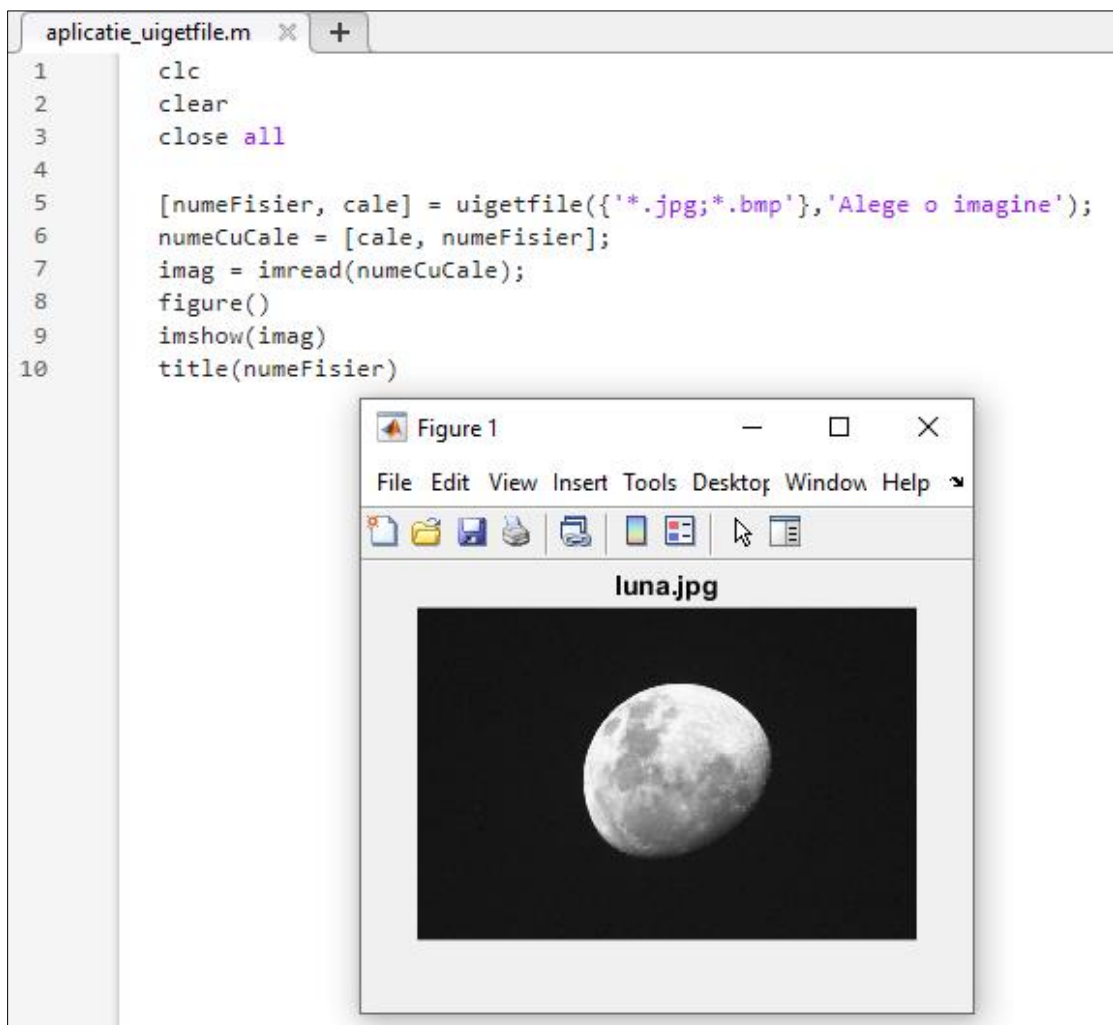 aplicatie_uigetfile.m
1 clc
2 clear
3 close all
4
5 [numeFisier, cale] = uigetfile({'*.jpg;*.bmp'},'Alege o imagine');
6 numeCuCale = [cale, numeFisier];
7 imag = imread(numeCuCale);
8 figure()
9 imshow(imag)
10 title(numeFisier)
Figure 1
File Edit View Insert Tools Desktop Window Help
luna.jpg